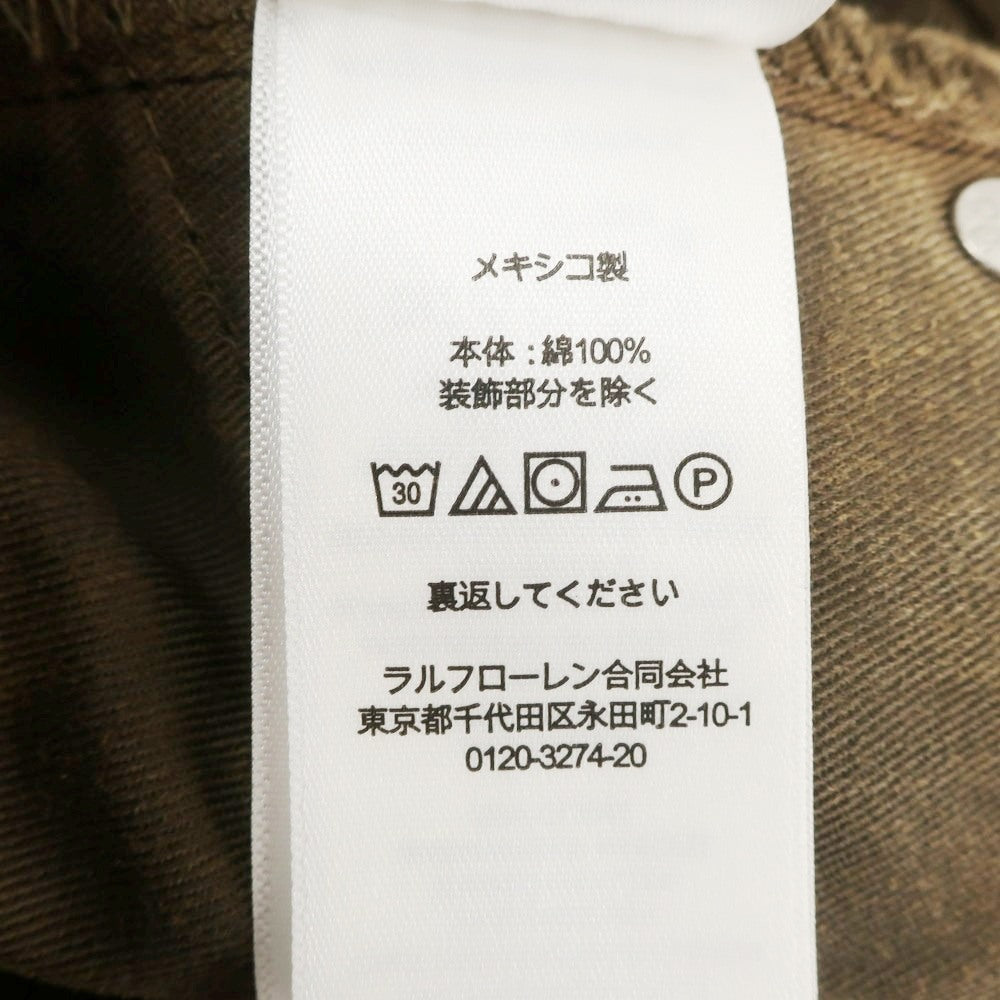 メキシコ製
本体 : 綿100%
装飾部分を除く
30 P
裏返してください
ラルフローレン合同会社
東京都千代田区永田町2-10-1
0120-3274-20